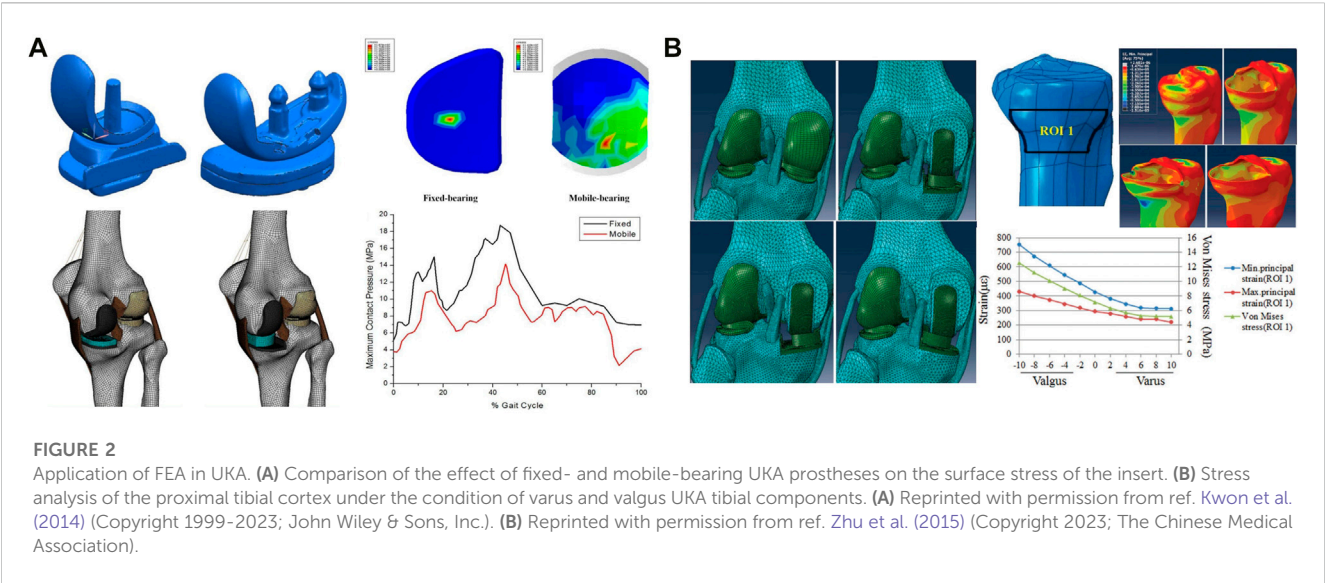 A
B
Fixed-bearing
Mobile-bearing
20
18
16
14
12
10
8
6
4
2
0
Maximum Contact Pressure (MPa)
Fixed
Mobile
0
20
40
60
80
100
% Gait Cycle
ROI 1
800
700
600
500
400
300
200
100
0
Strain(με)
16
14
12
10
8
6
4
2
0
Von Mises stress (MPa)
Min.principal
strain(ROI 1)
Max.principal
strain(ROI 1)
Von Mises
stress(ROI 1)
-10 -8 -6 -4 -2 0 2 4 6 8 10
Valgus
Varus
FIGURE 2
Application of FEA in UKA. (A) Comparison of the effect of fixed- and mobile-bearing UKA prostheses on the surface stress of the insert. (B) Stress
analysis of the proximal tibial cortex under the condition of varus and valgus UKA tibial components. (A) Reprinted with permission from ref. Kwon et al.
(2014) (Copyright 1999-2023; John Wiley & Sons, Inc.). (B) Reprinted with permission from ref. Zhu et al. (2015) (Copyright 2023; The Chinese Medical
Association).